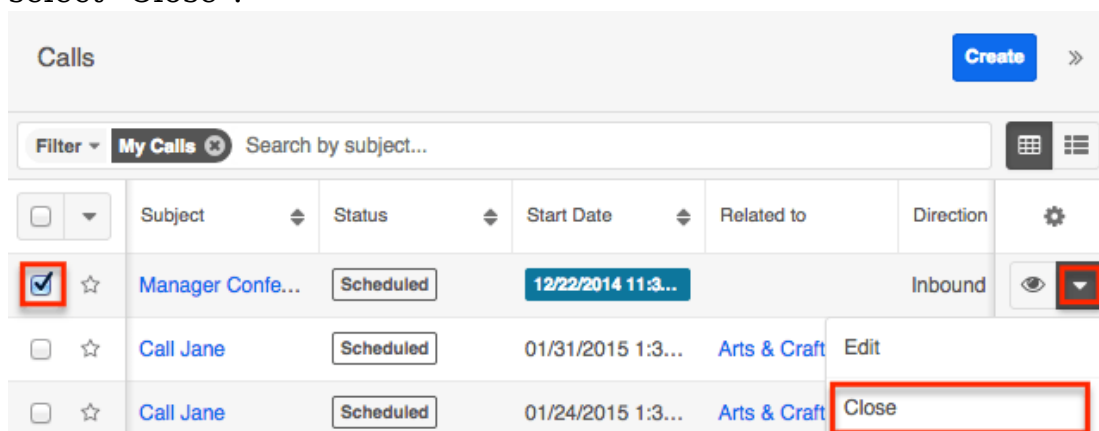 select "Close".
Calls Create »
Filter My Calls Search by subject...
Subject Status Start Date Related to Direction
Manager Confe... Scheduled 12/22/2014 11:3... Inbound
Call Jane Scheduled 01/31/2015 1:3... Arts & Craft Edit
Call Jane Scheduled 01/24/2015 1:3... Arts & Craft Close